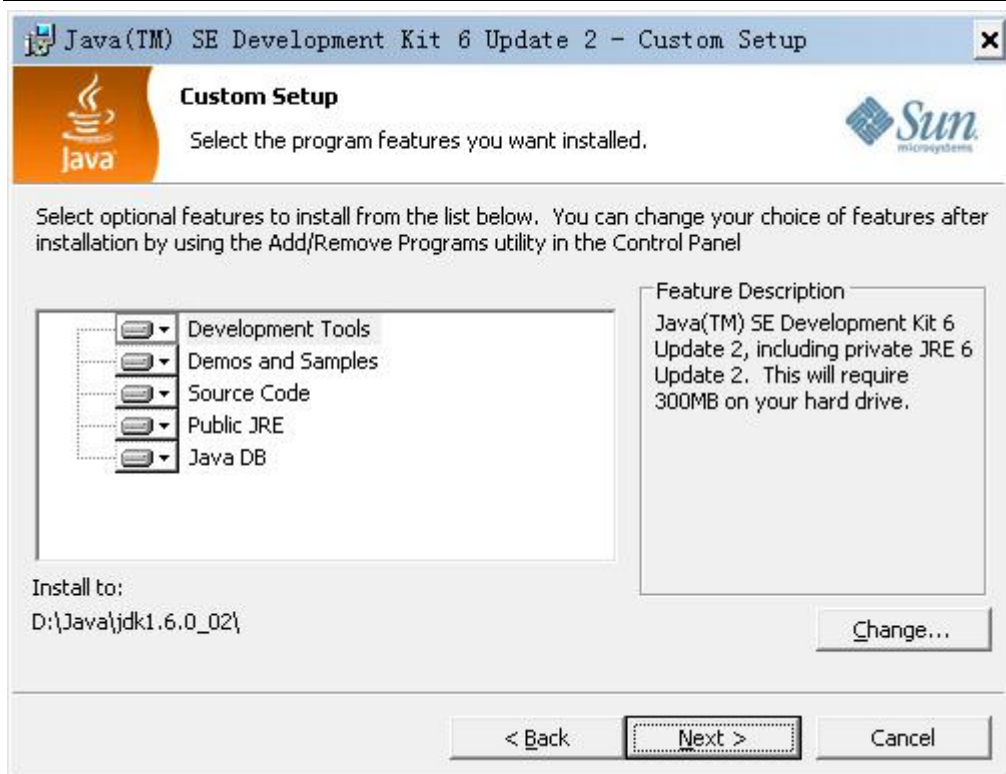 Java(TM) SE Development Kit 6 Update 2 - Custom Setup
Java
Custom Setup
Select the program features you want installed.
Sun
microsystems
Select optional features to install from the list below. You can change your choice of features after
installation by using the Add/Remove Programs utility in the Control Panel
Development Tools
Demos and Samples
Source Code
Public JRE
Java DB
Feature Description
Java(TM) SE Development Kit 6
Update 2, including private JRE 6
Update 2. This will require
300MB on your hard drive.
Install to:
D:\Java\jdk1.6.0_02\
Change...
< Back
Next >
Cancel